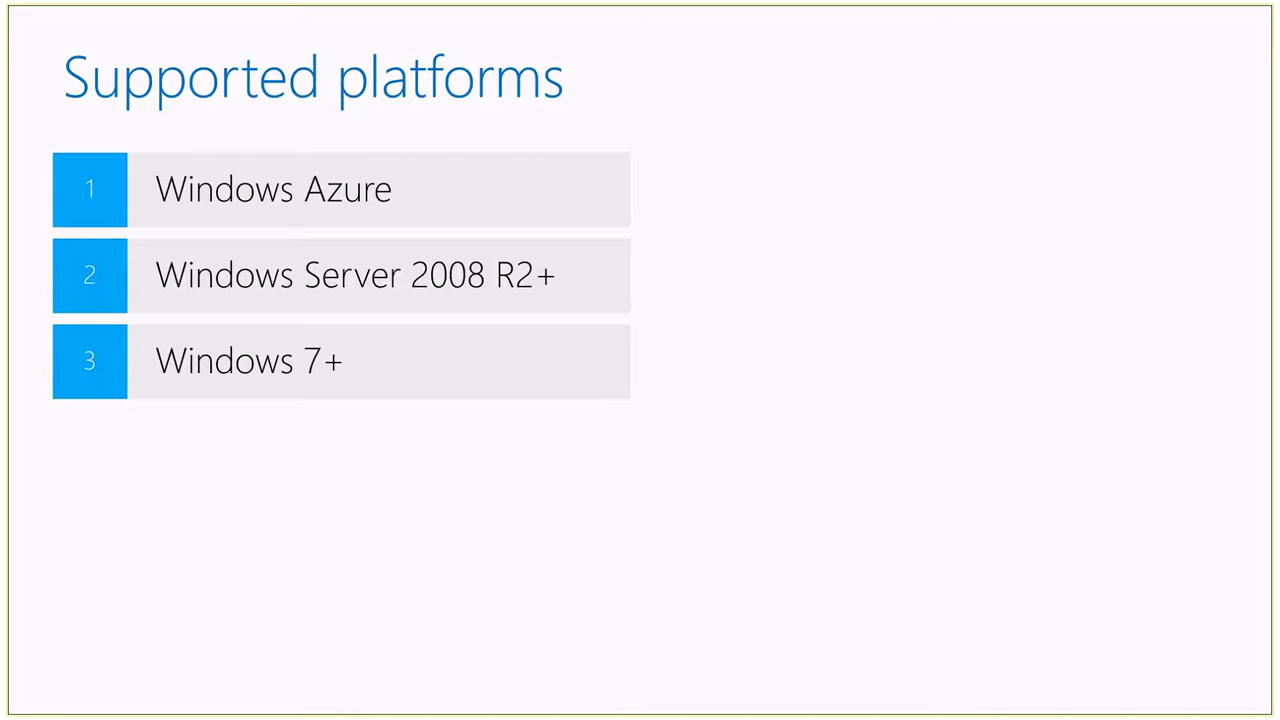 Supported platforms
1 Windows Azure
2 Windows Server 2008 R2+
3 Windows 7+